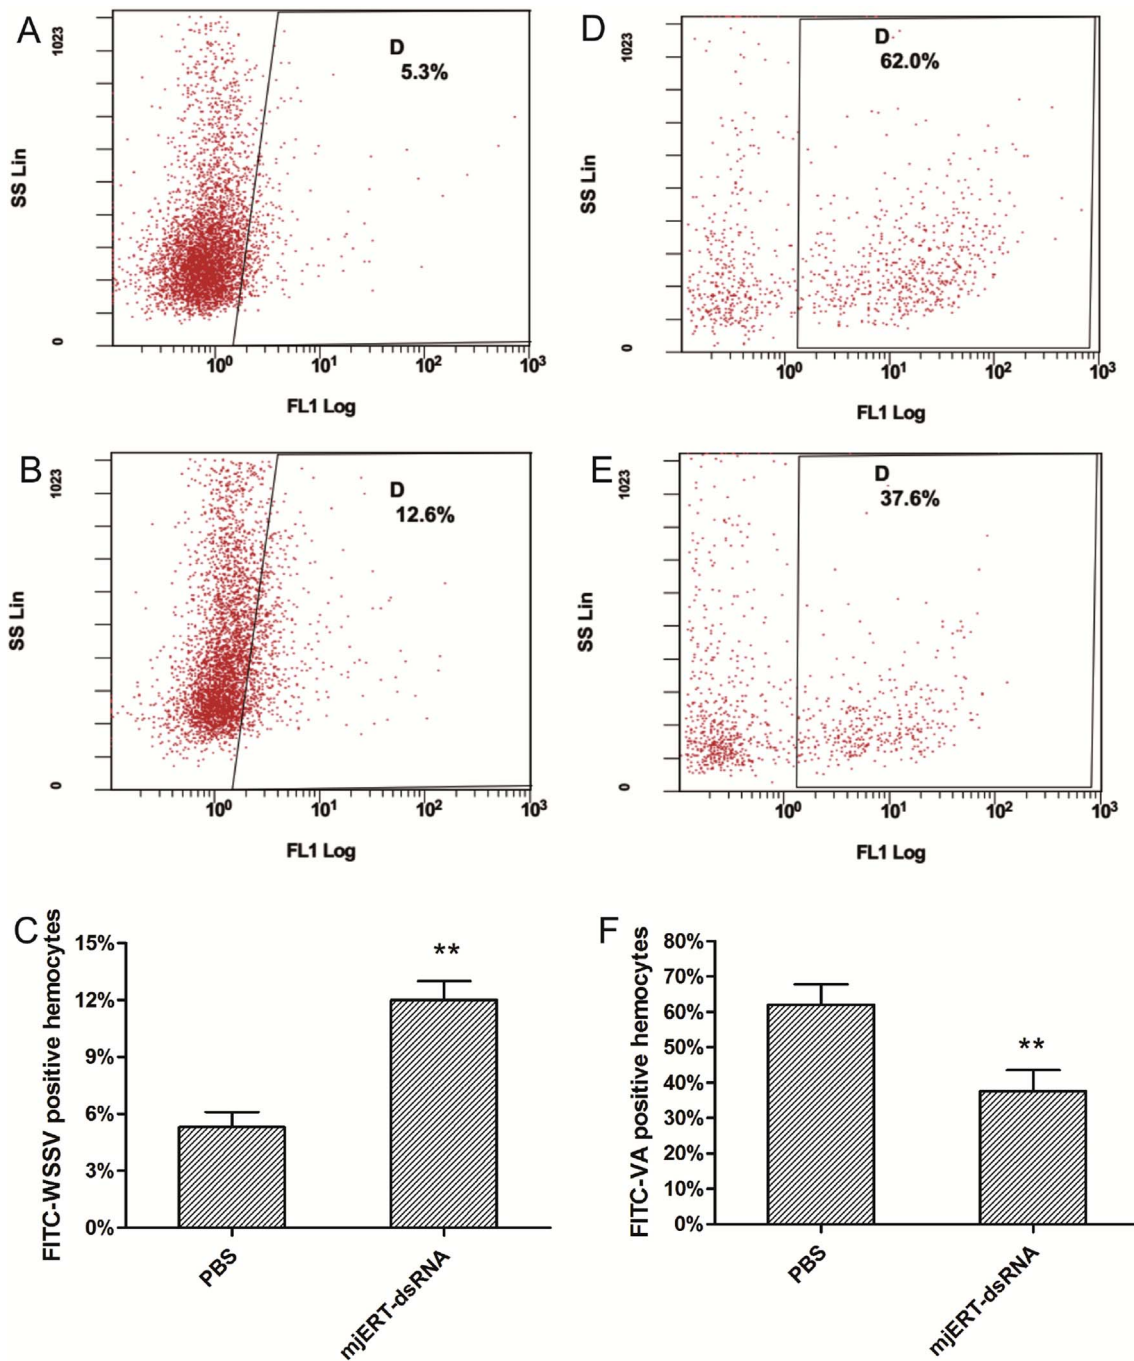 A
1023
D
5.3%
SS Lin
0
10^0 10^1 10^2 10^3
FL1 Log
D
1023
D
62.0%
SS Lin
0
10^0 10^1 10^2 10^3
FL1 Log
B
1023
D
12.6%
SS Lin
0
10^0 10^1 10^2 10^3
FL1 Log
E
1023
D
37.6%
SS Lin
0
10^0 10^1 10^2 10^3
FL1 Log
C
FITC-WSSV positive hemocytes
15%
12%
9%
6%
3%
0%
**
PBS
mjERT-dsRNA
F
FITC-VA positive hemocytes
80%
70%
60%
50%
40%
30%
20%
10%
0%
**
PBS
mjERT-dsRNA